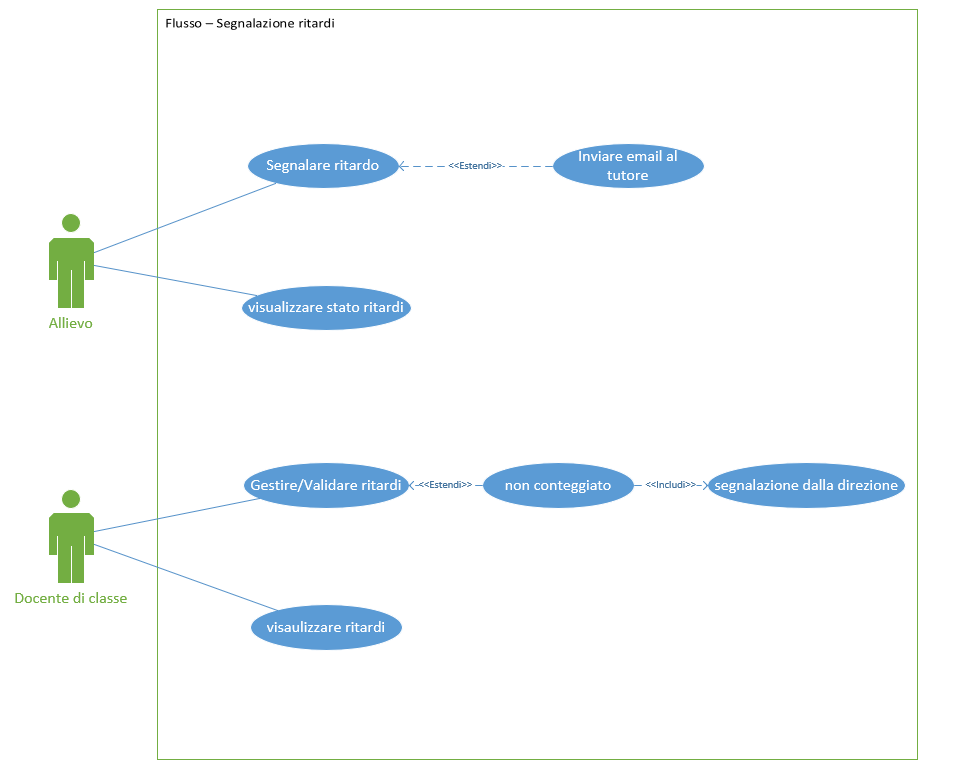 Flusso – Segnalazione ritardi
Segnalare ritardo
<<Estendi>>
Inviare email al
tutore
Allievo
visualizzare stato ritardi
Gestire/Validare ritardi
<<Estendi>>
non conteggiato
<<Includi>>
segnalazione dalla direzione
Docente di classe
visaulizzare ritardi